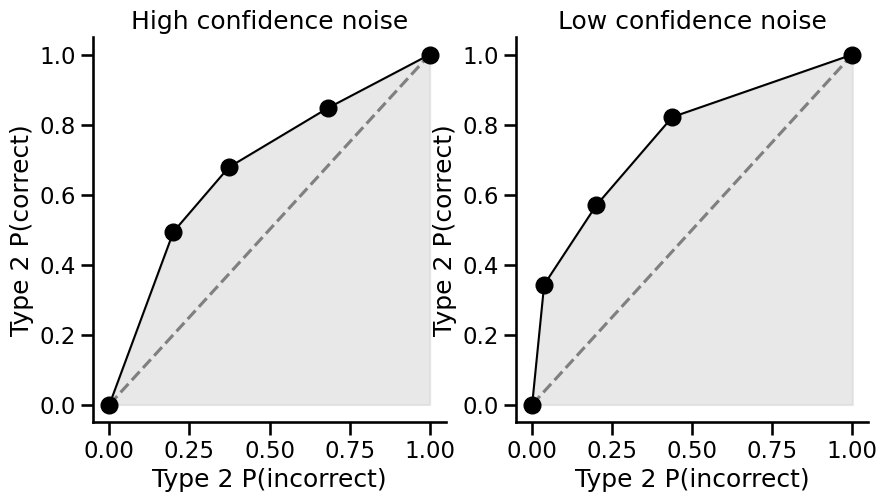 High confidence noise
Type 2 P(correct)
1.0
0.8
0.6
0.4
0.2
0.0
0.00 0.25 0.50 0.75 1.00
Type 2 P(incorrect)
Low confidence noise
Type 2 P(correct)
1.0
0.8
0.6
0.4
0.2
0.0
0.00 0.25 0.50 0.75 1.00
Type 2 P(incorrect)